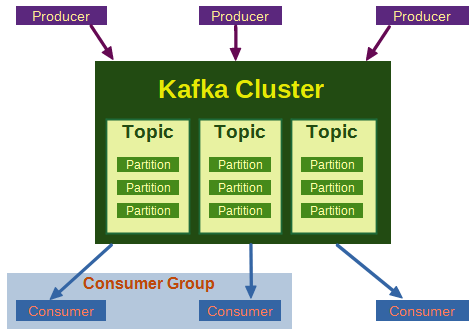 Producer
Producer
Producer
Kafka Cluster
Topic
Topic
Topic
Partition
Partition
Partition
Partition
Partition
Partition
Partition
Partition
Partition
Consumer Group
Consumer
Consumer
Consumer